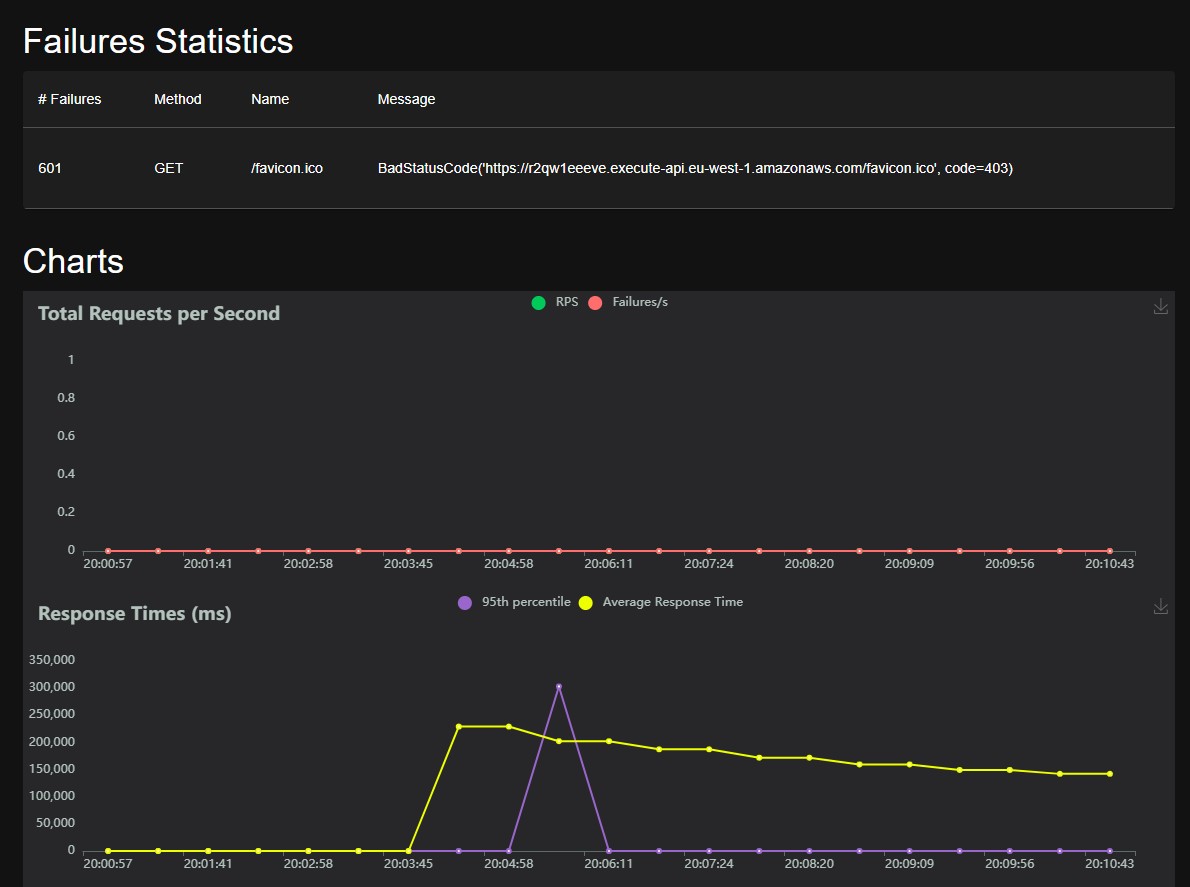 Failures Statistics
# Failures Method Name Message
601 GET /favicon.ico BadStatusCode('https://r2qw1eeeve.execute-api.eu-west-1.amazonaws.com/favicon.ico', code=403)
Charts
Total Requests per Second
RPS Failures/s
1
0.8
0.6
0.4
0.2
0
20:00:57 20:01:41 20:02:58 20:03:45 20:04:58 20:06:11 20:07:24 20:08:20 20:09:09 20:09:56 20:10:43
Response Times (ms)
95th percentile Average Response Time
350,000
300,000
250,000
200,000
150,000
100,000
50,000
0
20:00:57 20:01:41 20:02:58 20:03:45 20:04:58 20:06:11 20:07:24 20:08:20 20:09:09 20:09:56 20:10:43